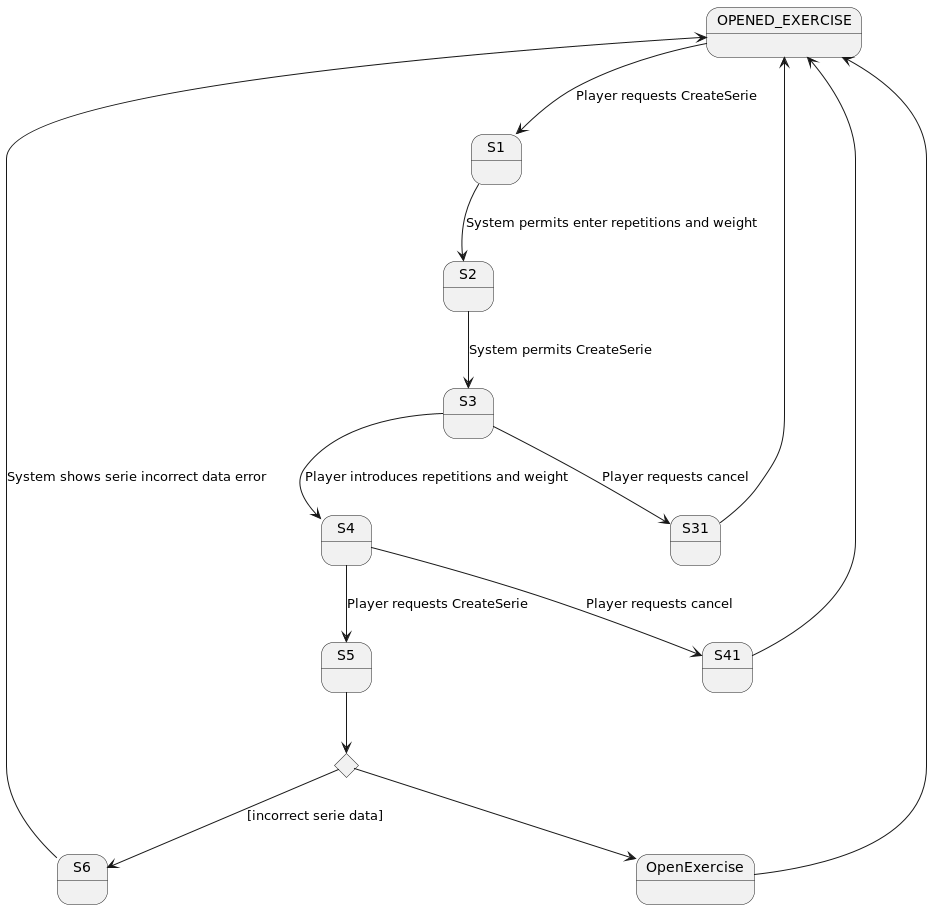 OPENED_EXERCISE
Player requests CreateSerie
S1
System permits enter repetitions and weight
S2
System permits CreateSerie
S3
System shows serie incorrect data error
Player introduces repetitions and weight
Player requests cancel
S4
S31
Player requests CreateSerie
Player requests cancel
S5
S41
[incorrect serie data]
S6
OpenExercise